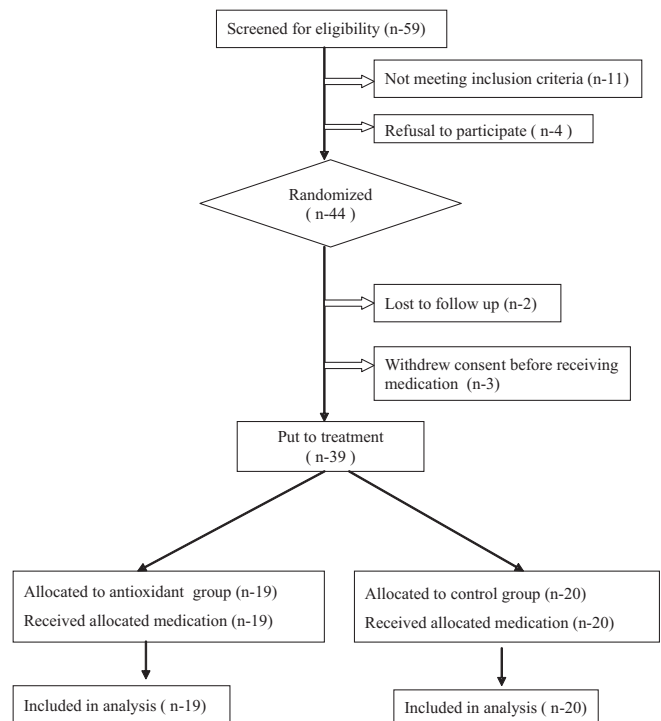 Screened for eligibility (n-59)
Not meeting inclusion criteria (n-11)
Refusal to participate ( n-4 )
Randomized
( n-44 )
Lost to follow up (n-2)
Withdrew consent before receiving
medication (n-3)
Put to treatment
( n-39 )
Allocated to antioxidant group (n-19)
Received allocated medication (n-19)
Allocated to control group (n-20)
Received allocated medication (n-20)
Included in analysis ( n-19)
Included in analysis ( n-20)